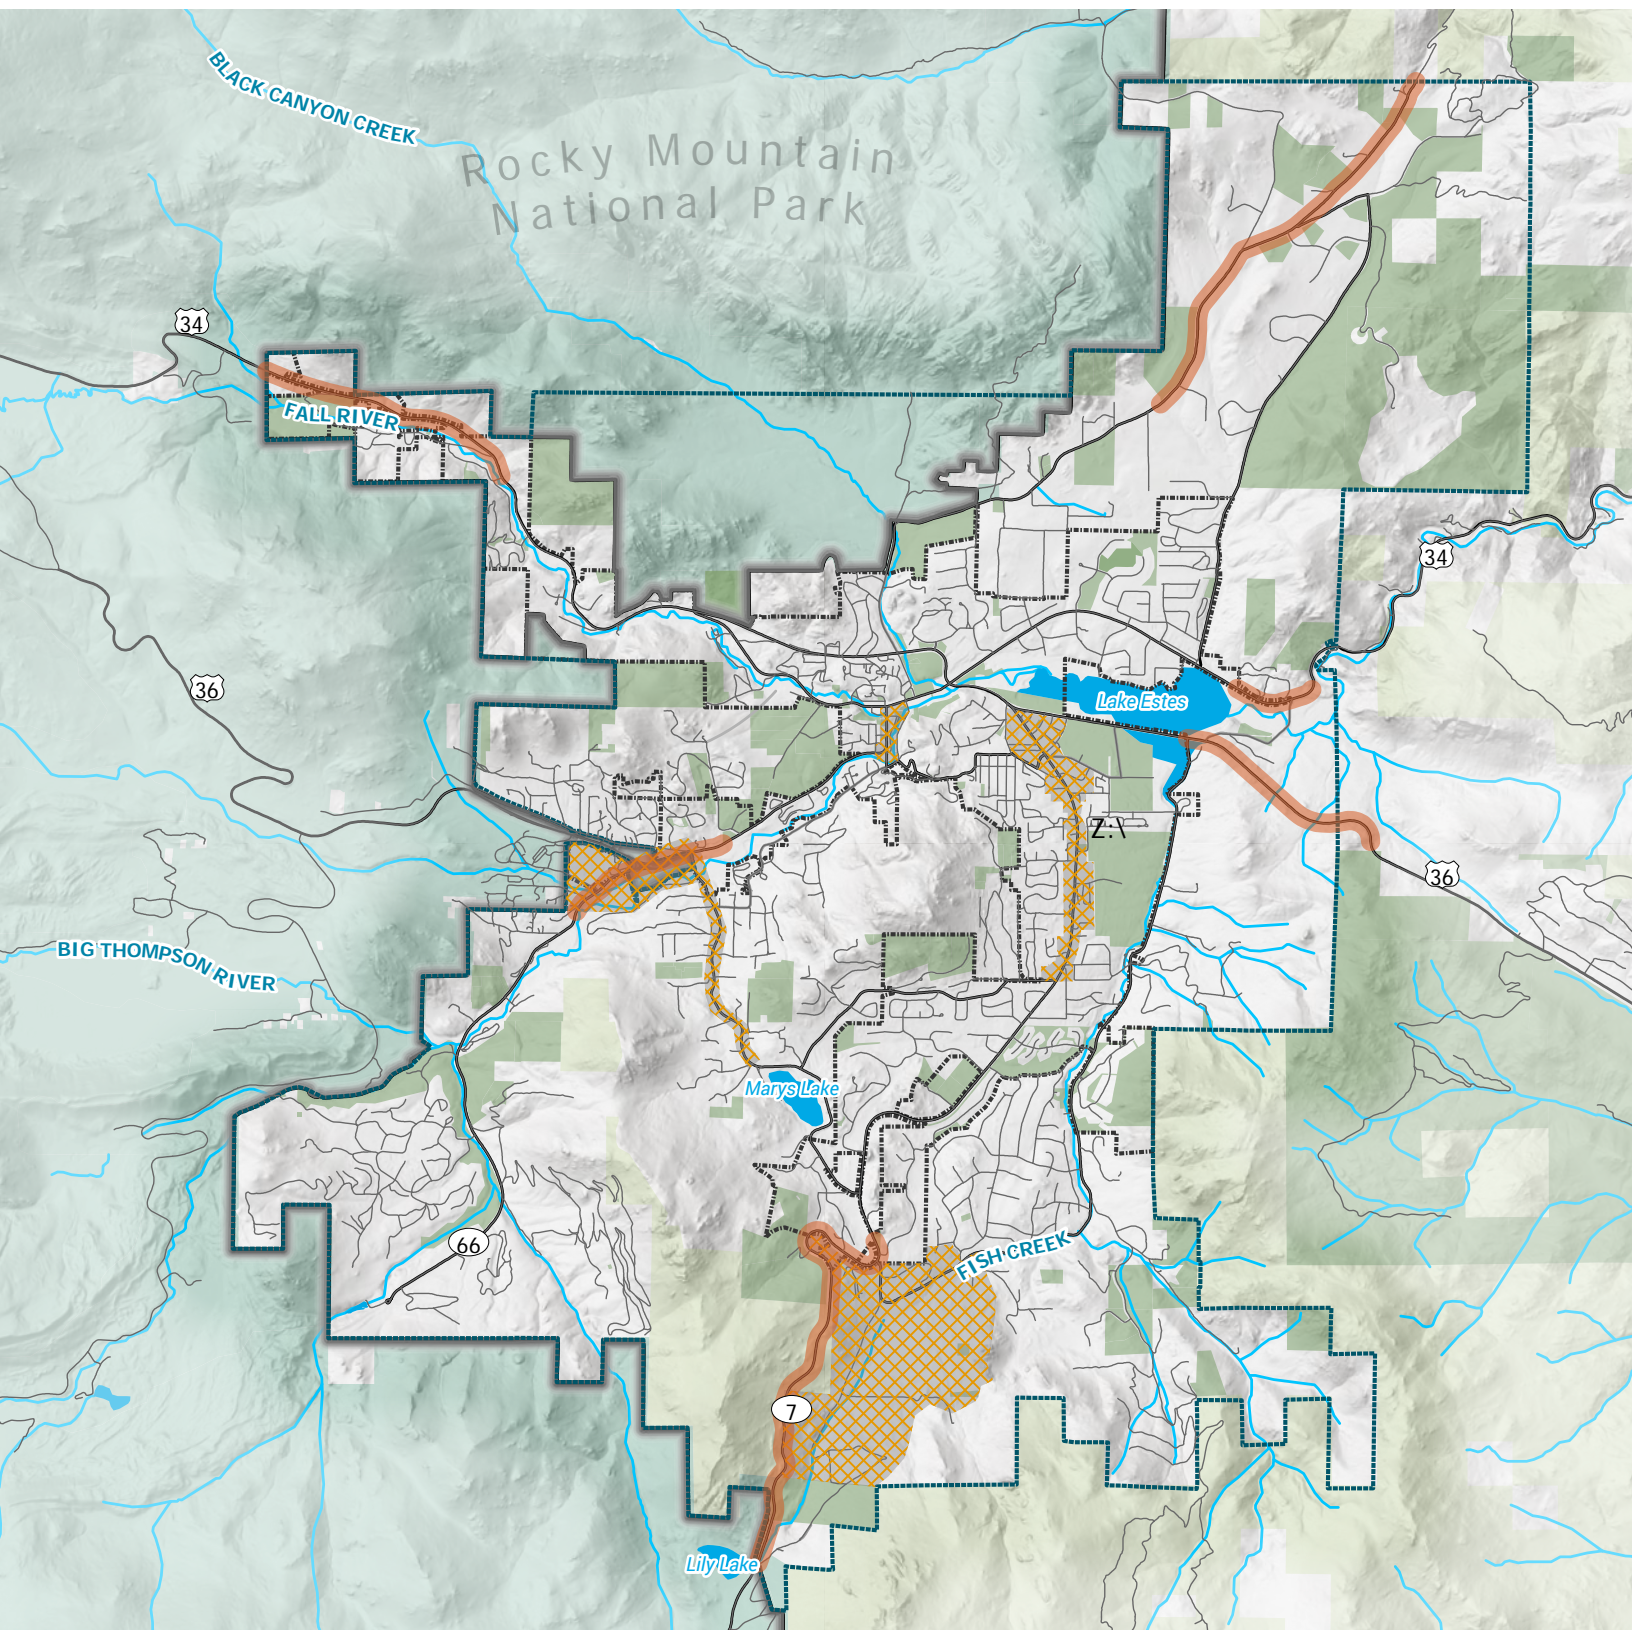 BLACK CANYON CREEK
Rocky Mountain
National Park
34
FALL RIVER
34
36
Lake Estes
Z:\
36
BIG THOMPSON RIVER
Marys Lake
66
FISH CREEK
7
Lily Lake